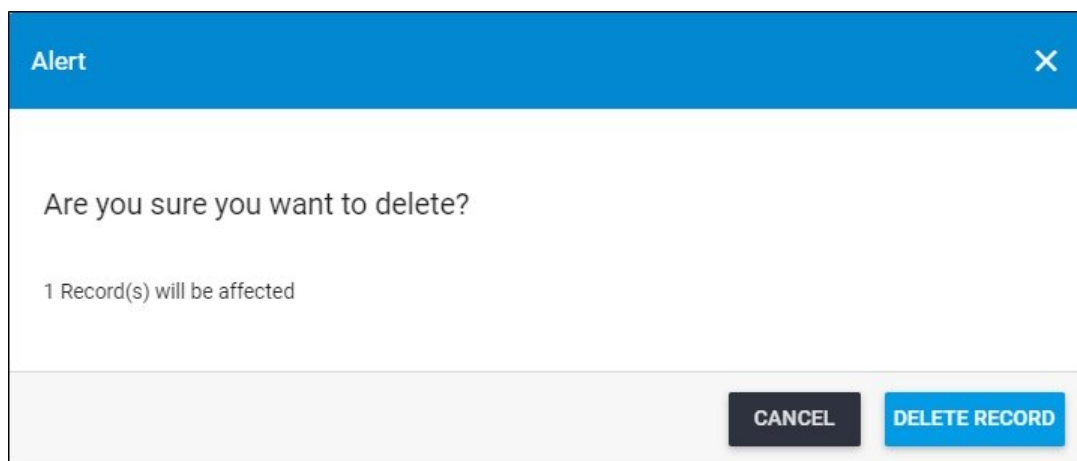 Alert
Are you sure you want to delete?
1 Record(s) will be affected
CANCEL
DELETE RECORD